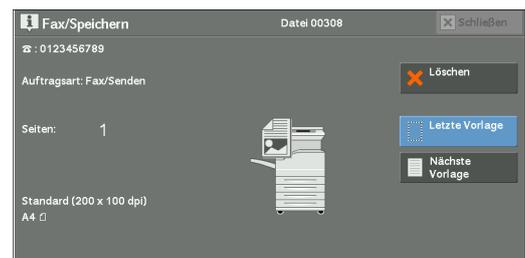 Fax/Speichern
Datei 00308
Schließen
☎ : 0123456789
Auftragsart: Fax/Senden
Löschen
Seiten: 1
Letzte Vorlage
Nächste
Vorlage
Standard (200 x 100 dpi)
A4